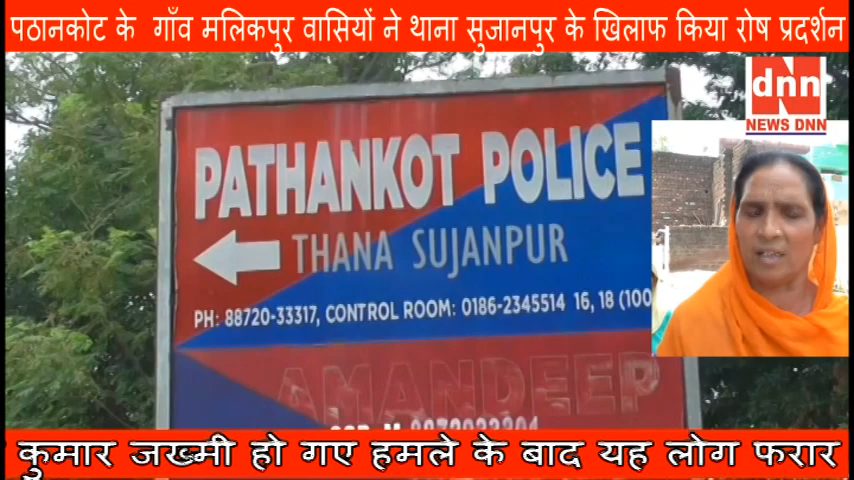 पठानकोट के गाँव मलिकपुर वासियों ने थाना सुजानपुर के खिलाफ किया रोष प्रदर्शन
dnn
NEWS DNN
PATHANKOT POLICE
THANA SUJANPUR
PH: 88720-33317, CONTROL ROOM: 0186-2345514 16, 18 (100
AMANDEEP
कुमार जख्मी हो गए हमले के बाद यह लोग फरार